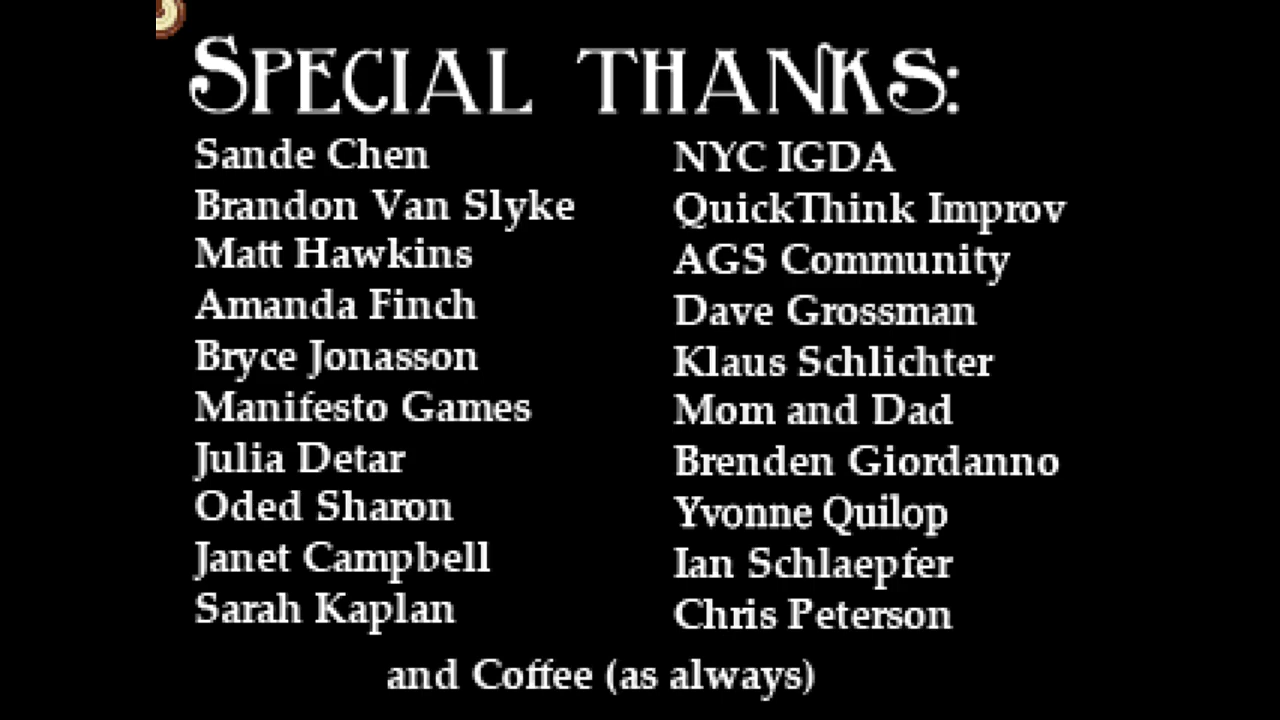 SPECIAL THANKS:
Sande Chen
Brandon Van Slyke
Matt Hawkins
Amanda Finch
Bryce Jonasson
Manifesto Games
Julia Detar
Oded Sharon
Janet Campbell
Sarah Kaplan
NYC IGDA
QuickThink Improv
AGS Community
Dave Grossman
Klaus Schlichter
Mom and Dad
Brenden Giordanno
Yvonne Quilop
Ian Schlaepfer
Chris Peterson
and Coffee (as always)